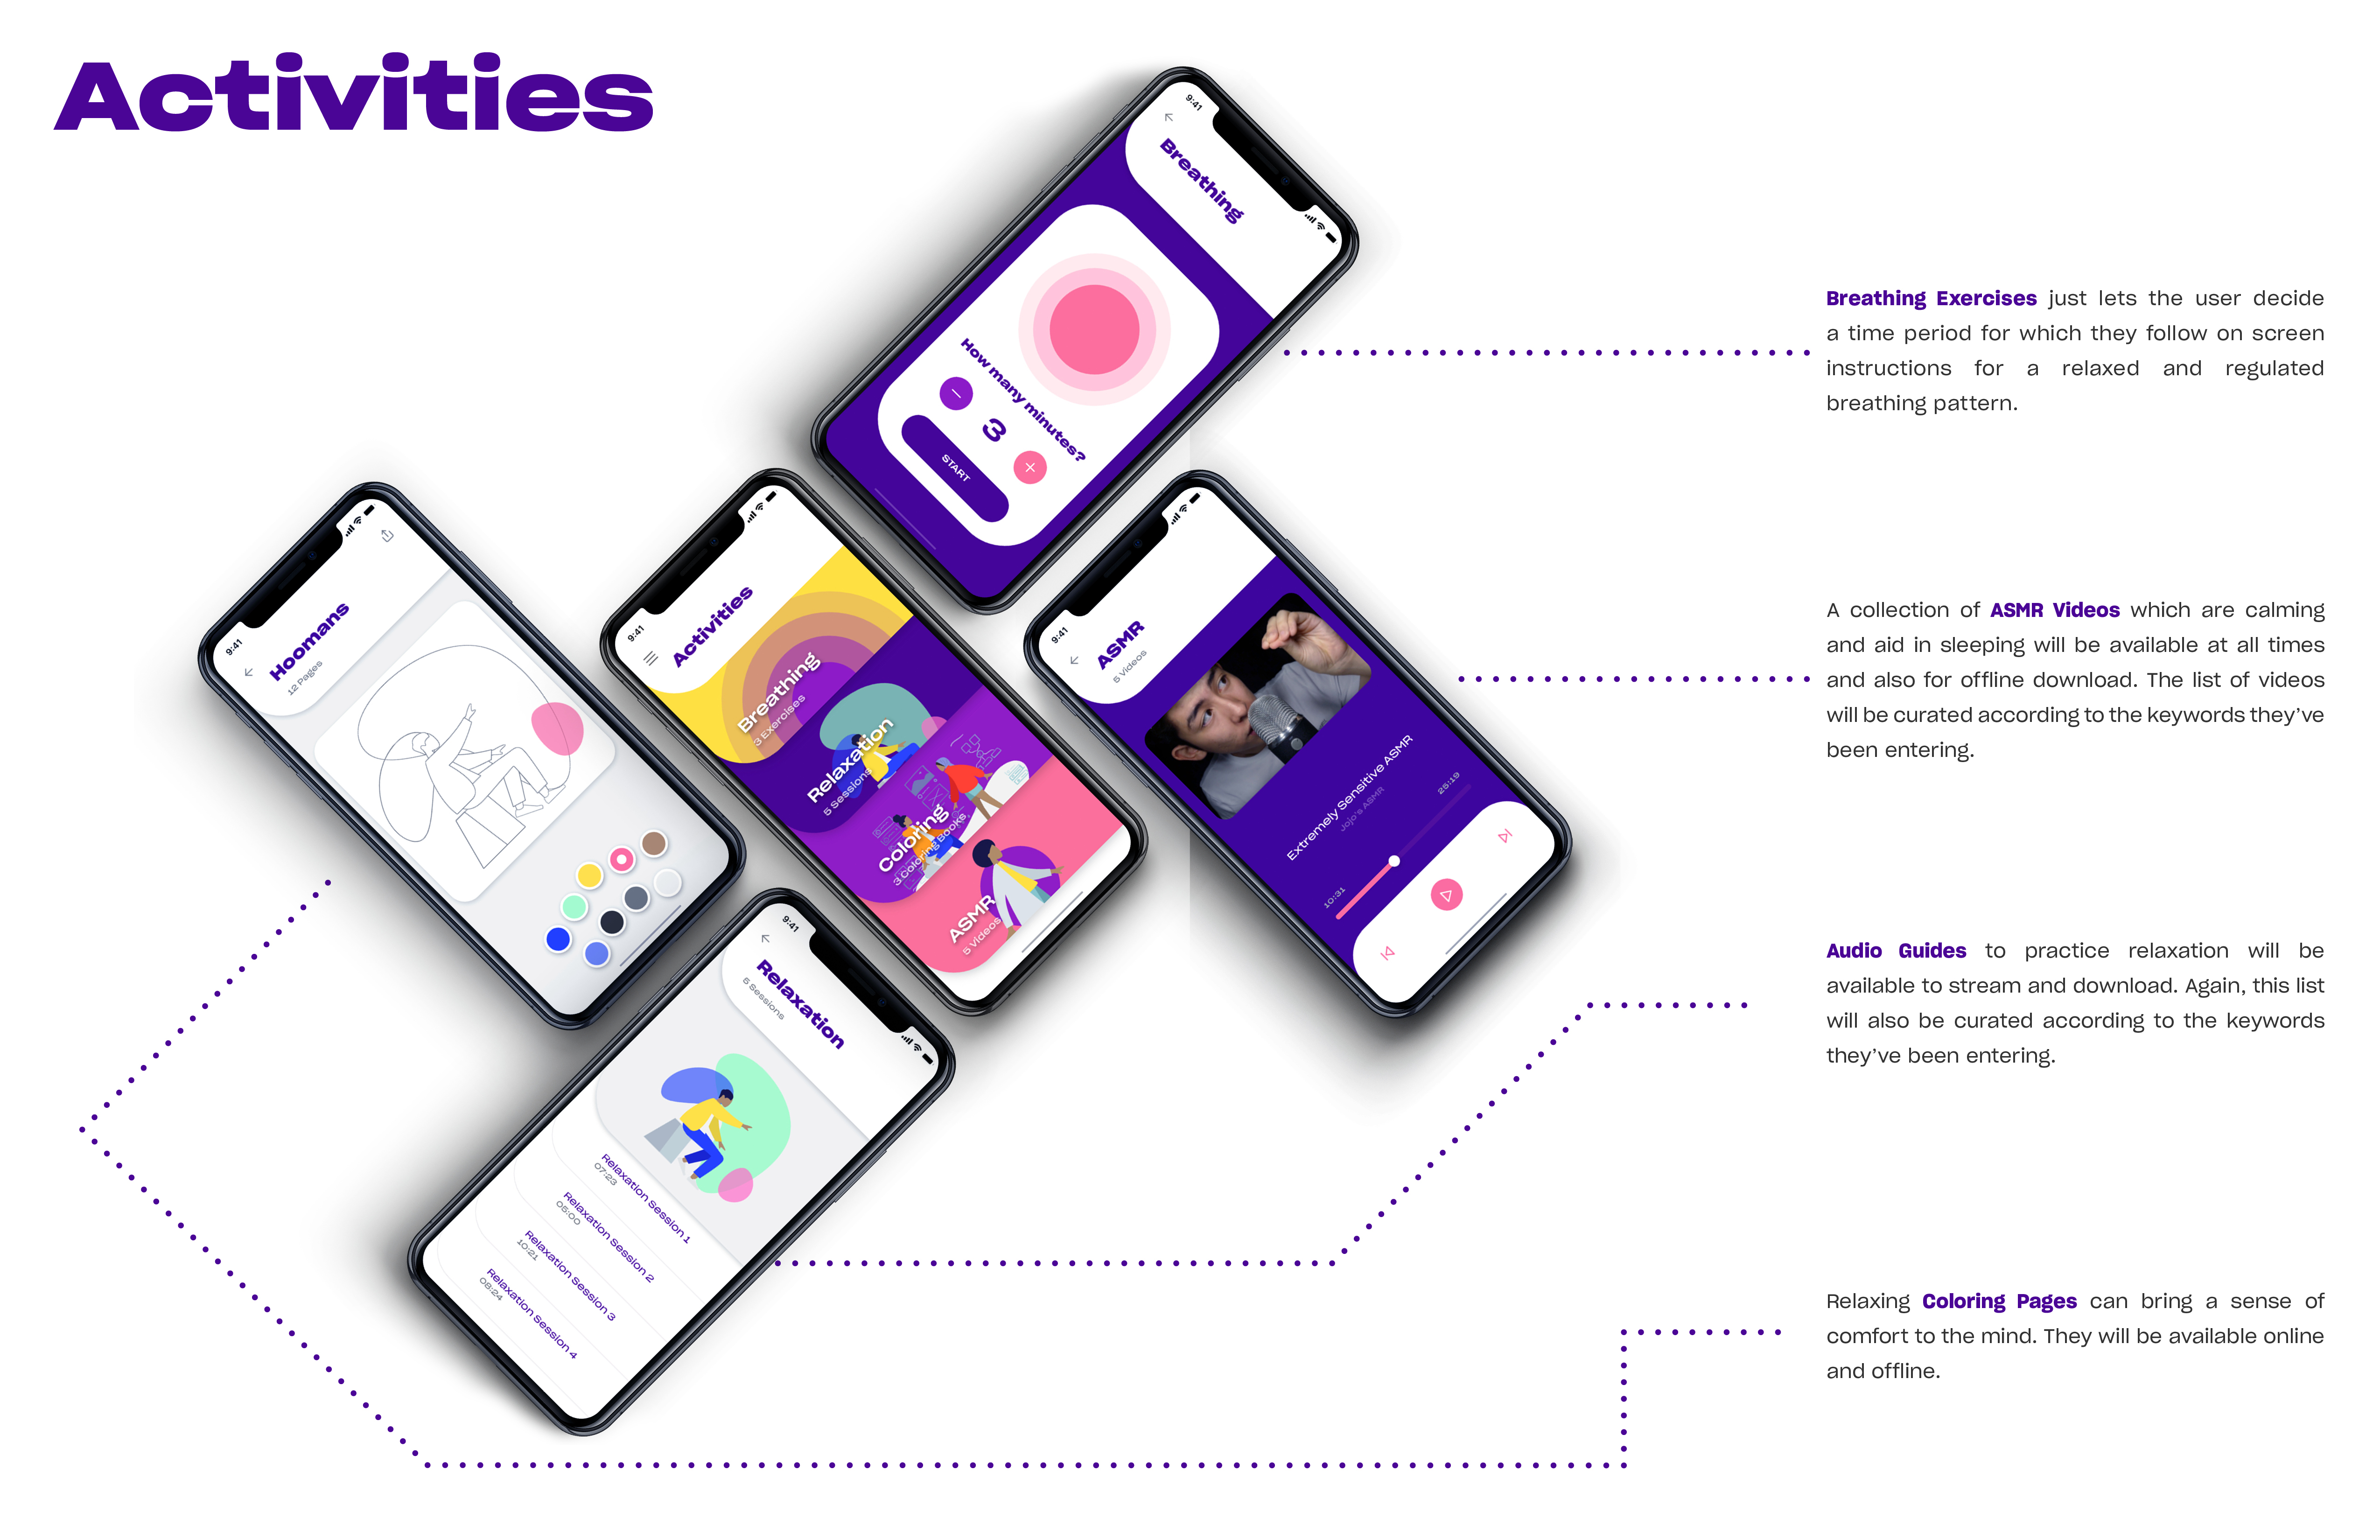 Activities
9:41
Breathing
How many minutes?
3
START
Breathing Exercises just lets the user decide
a time period for which they follow on screen
instructions for a relaxed and regulated
breathing pattern.
9:41
Hoomans
12 Pages
9:41
Activities
Breathing
3 Exercises
Relaxation
5 Sessions
Coloring
3 Coloring Books
ASMR
5 Videos
9:41
ASMR
5 Videos
Extremely Sensitive ASMR
Jojo's ASMR
10:31
25:19
A collection of ASMR Videos which are calming
and aid in sleeping will be available at all times
and also for offline download. The list of videos
will be curated according to the keywords they've
been entering.
9:41
Relaxation
5 Sessions
Relaxation Session 1
07:23
Relaxation Session 2
05:00
Relaxation Session 3
10:21
Relaxation Session 4
08:24
Audio Guides to practice relaxation will be
available to stream and download. Again, this list
will also be curated according to the keywords
they've been entering.
Relaxing Coloring Pages can bring a sense of
comfort to the mind. They will be available online
and offline.